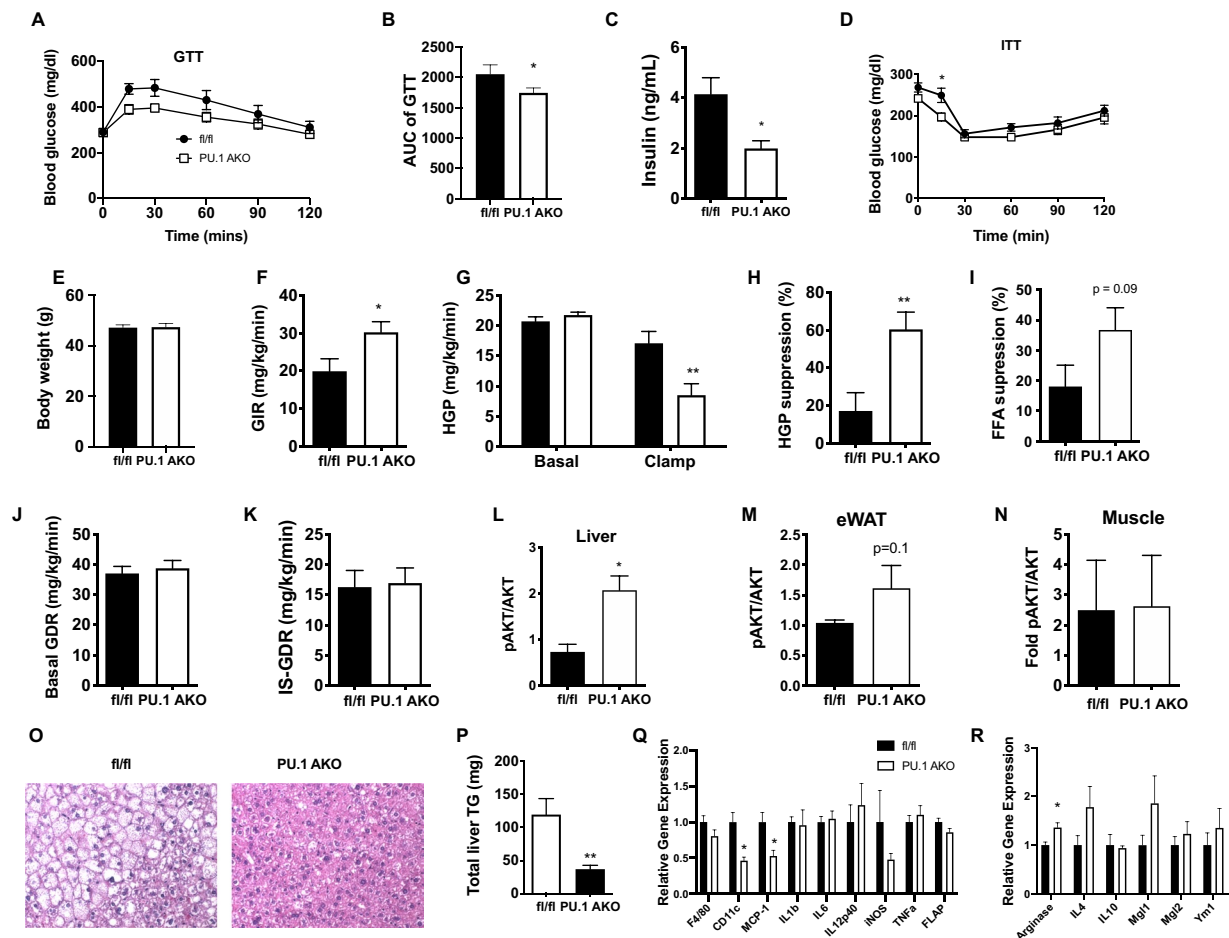 A
GTT
Blood glucose (mg/dl)
600
400
200
0
fl/fl
PU.1 AKO
0 30 60 90 120
Time (mins)
B
AUC of GTT
2500
2000
1500
1000
500
0
*
fl/fl PU.1 AKO
C
Insulin (ng/mL)
6
4
2
0
*
fl/fl PU.1 AKO
D
ITT
Blood glucose (mg/dl)
300
200
100
0
*
0 30 60 90 120
Time (min)
E
Body weight (g)
60
40
20
0
fl/fl PU.1 AKO
F
GIR (mg/kg/min)
40
30
20
10
0
*
fl/fl PU.1 AKO
G
HGP (mg/kg/min)
25
20
15
10
5
0
**
Basal Clamp
H
HGP suppression (%)
80
60
40
20
0
**
fl/fl PU.1 AKO
I
FFA supression (%)
50
40
30
20
10
0
p = 0.09
fl/fl PU.1 AKO
J
Basal GDR (mg/kg/min)
50
40
30
20
10
0
fl/fl PU.1 AKO
K
IS-GDR (mg/kg/min)
25
20
15
10
5
0
fl/fl PU.1 AKO
L
Liver
pAKT/AKT
3
2
1
0
*
fl/fl PU.1 AKO
M
eWAT
pAKT/AKT
2.5
2.0
1.5
1.0
0.5
0.0
p=0.1
fl/fl PU.1 AKO
N
Muscle
Fold pAKT/AKT
5
4
3
2
1
0
fl/fl PU.1 AKO
O
fl/fl
PU.1 AKO
P
Total liver TG (mg)
200
150
100
50
0
**
fl/fl PU.1 AKO
Q
Relative Gene Expression
2.0
1.5
1.0
0.5
0.0
fl/fl
PU.1 AKO
* *
F4/80 CD11c MCP-1 IL1b IL6 IL12p40 iNOS TNFa FLAP
R
Relative Gene Expression
3
2
1
0
*
Arginase IL4 IL10 Mgl1 Mgl2 Ym1